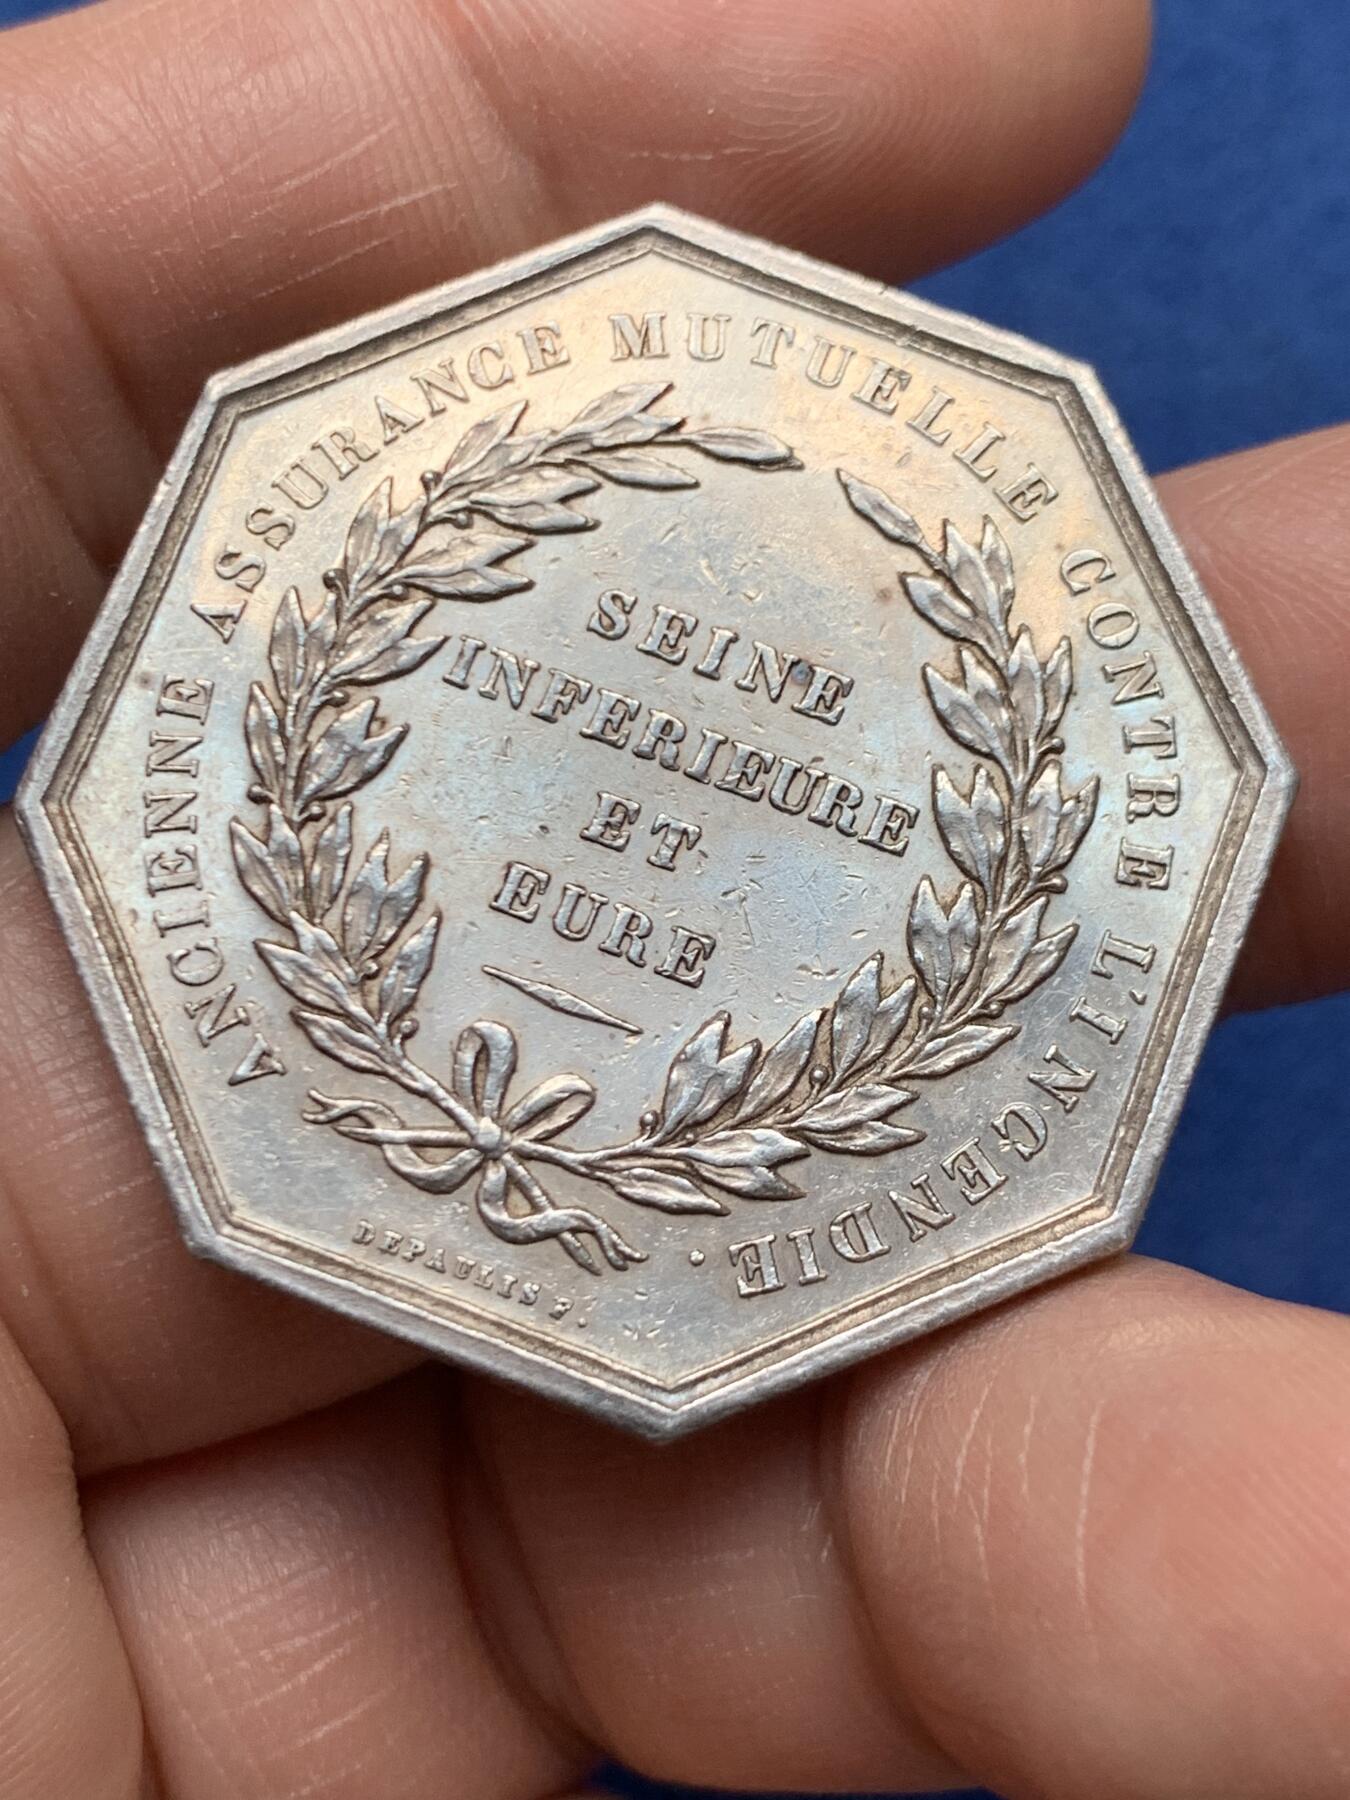 ANCIENNE ASSURANCE MUTUELLE CONTRE L'INCENDIE.
SEINE
INFERIEURE
ET
EURE
DEPAULIS F.